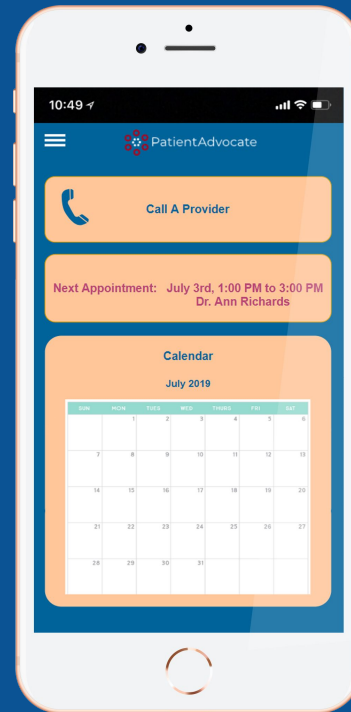 10:49
PatientAdvocate
Call A Provider
Next Appointment: July 3rd, 1:00 PM to 3:00 PM
Dr. Ann Richards
Calendar
July 2019
SUN MON TUES WED THURS FRI SAT
1 2 3 4 5 6
7 8 9 10 11 12 13
14 15 16 17 18 19 20
21 22 23 24 25 26 27
28 29 30 31